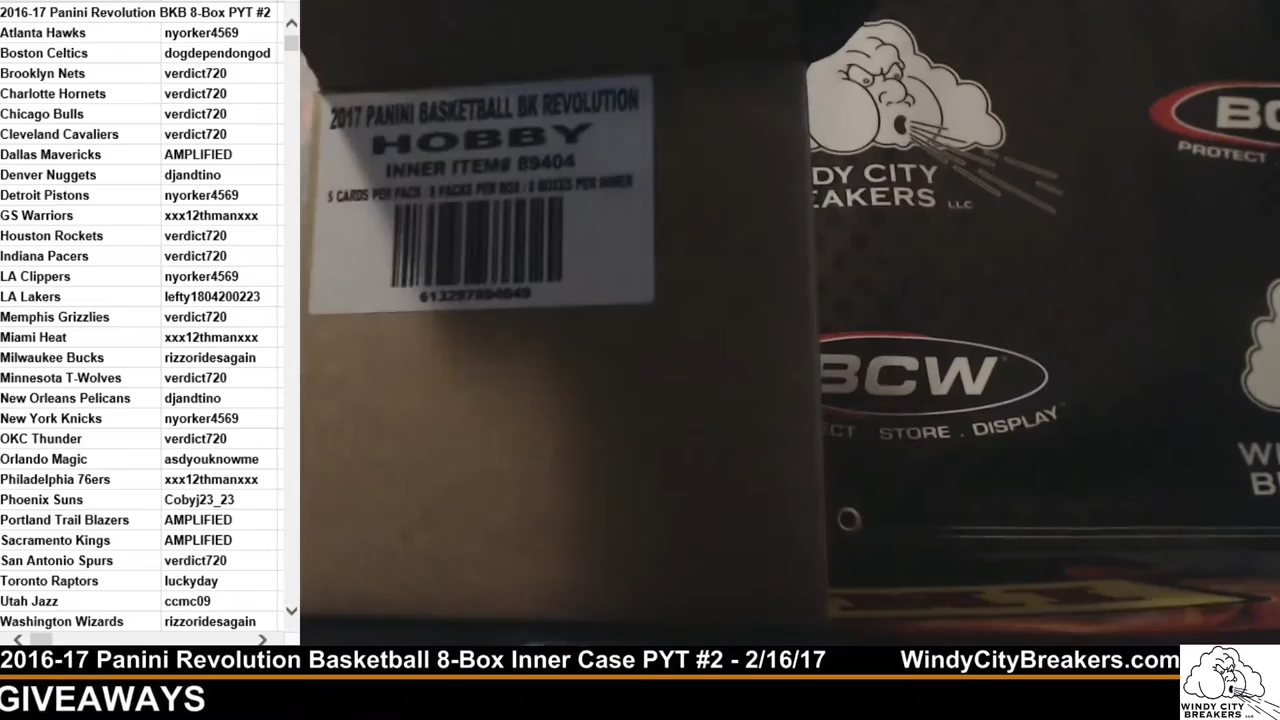 2016-17 Panini Revolution BKB 8-Box PYT #2
Atlanta Hawks nyorker4569
Boston Celtics dogdependongod
Brooklyn Nets verdict720
Charlotte Hornets verdict720
Chicago Bulls verdict720
Cleveland Cavaliers verdict720
Dallas Mavericks AMPLIFIED
Denver Nuggets djandtino
Detroit Pistons nyorker4569
GS Warriors xxx12thmanxxx
Houston Rockets verdict720
Indiana Pacers verdict720
LA Clippers nyorker4569
LA Lakers lefty1804200223
Memphis Grizzlies verdict720
Miami Heat xxx12thmanxxx
Milwaukee Bucks rizzoridesagain
Minnesota T-Wolves verdict720
New Orleans Pelicans djandtino
New York Knicks nyorker4569
OKC Thunder verdict720
Orlando Magic asdyouknowme
Philadelphia 76ers xxx12thmanxxx
Phoenix Suns Cobyj23_23
Portland Trail Blazers AMPLIFIED
Sacramento Kings AMPLIFIED
San Antonio Spurs verdict720
Toronto Raptors luckyday
Utah Jazz ccmc09
Washington Wizards rizzoridesagain
2017 PANINI BASKETBALL BK REVOLUTION
HOBBY
INNER ITEM# 89404
5 CARDS PER PACK / 8 PACKS PER BOX / 8 BOXES PER INNER
DY CITY
EAKERS LLC
BC
PROTECT
BCW
ECT STORE . DISPLAY
WI
B
2016-17 Panini Revolution Basketball 8-Box Inner Case PYT #2 - 2/16/17 WindyCityBreakers.com
GIVEAWAYS
WINDY CITY
BREAKERS LLC